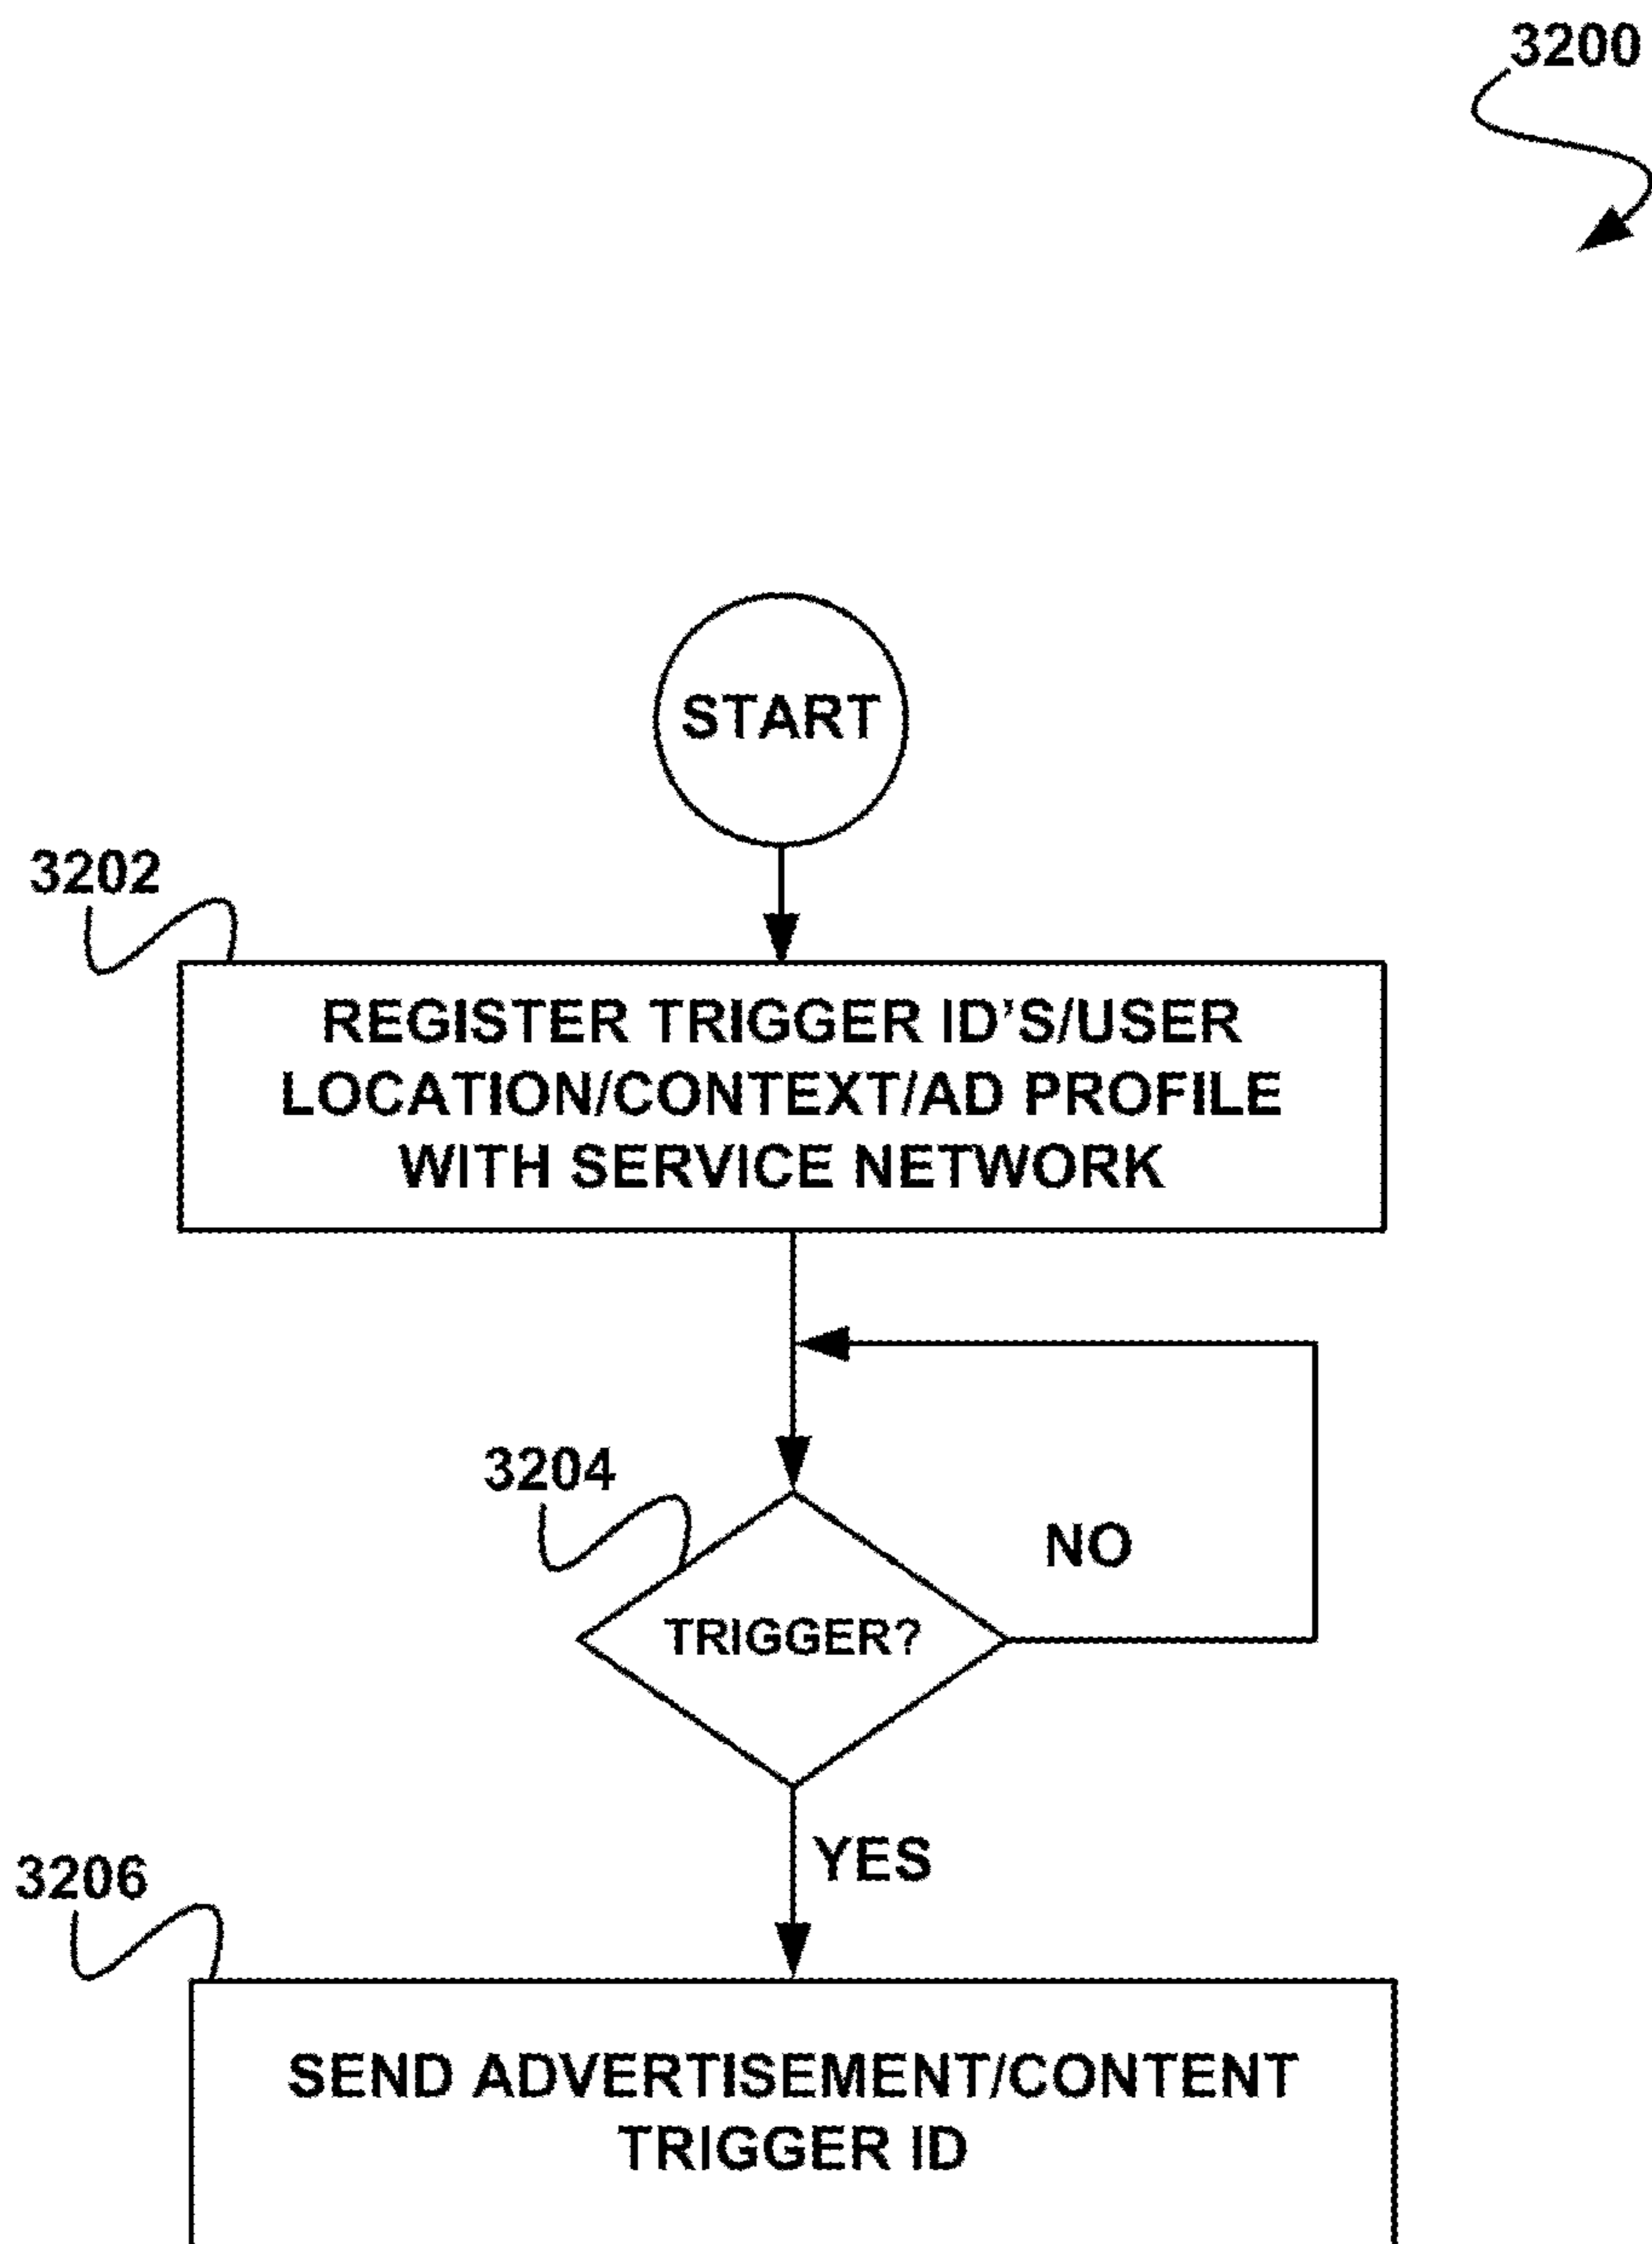 3200
START
3202
REGISTER TRIGGER ID'S/USER
LOCATION/CONTEXT/AD PROFILE
WITH SERVICE NETWORK
3204
NO
TRIGGER?
YES
3206
SEND ADVERTISEMENT/CONTENT
TRIGGER ID